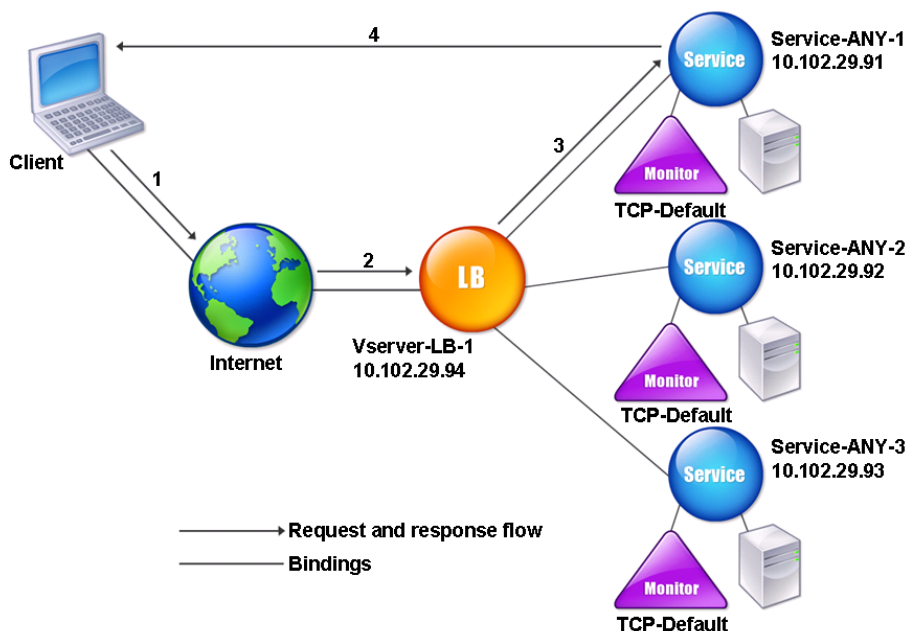 4
Service
Service-ANY-1
10.102.29.91
Client
1
3
Monitor
TCP-Default
2
LB
Internet
Vserver-LB-1
10.102.29.94
Service
Service-ANY-2
10.102.29.92
Monitor
TCP-Default
Service
Service-ANY-3
10.102.29.93
Monitor
TCP-Default
Request and response flow
Bindings